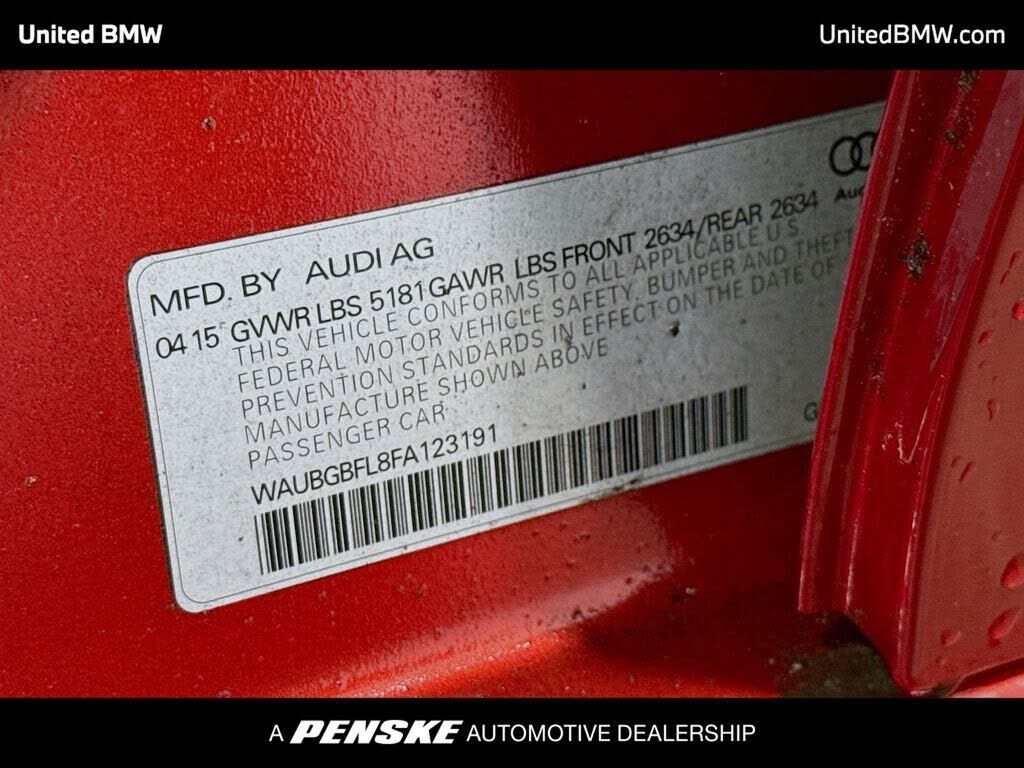 United BMW
UnitedBMW.com
MFD. BY AUDI AG
04 15 GVWR LBS 5181 GAWR LBS FRONT 2634/REAR 2634
THIS VEHICLE CONFORMS TO ALL APPLICABLE U.S.
FEDERAL MOTOR VEHICLE SAFETY, BUMPER AND THEFT
PREVENTION STANDARDS IN EFFECT ON THE DATE OF
MANUFACTURE SHOWN ABOVE
PASSENGER CAR
WAUBGBFL8FA123191
A PENSKE AUTOMOTIVE DEALERSHIP